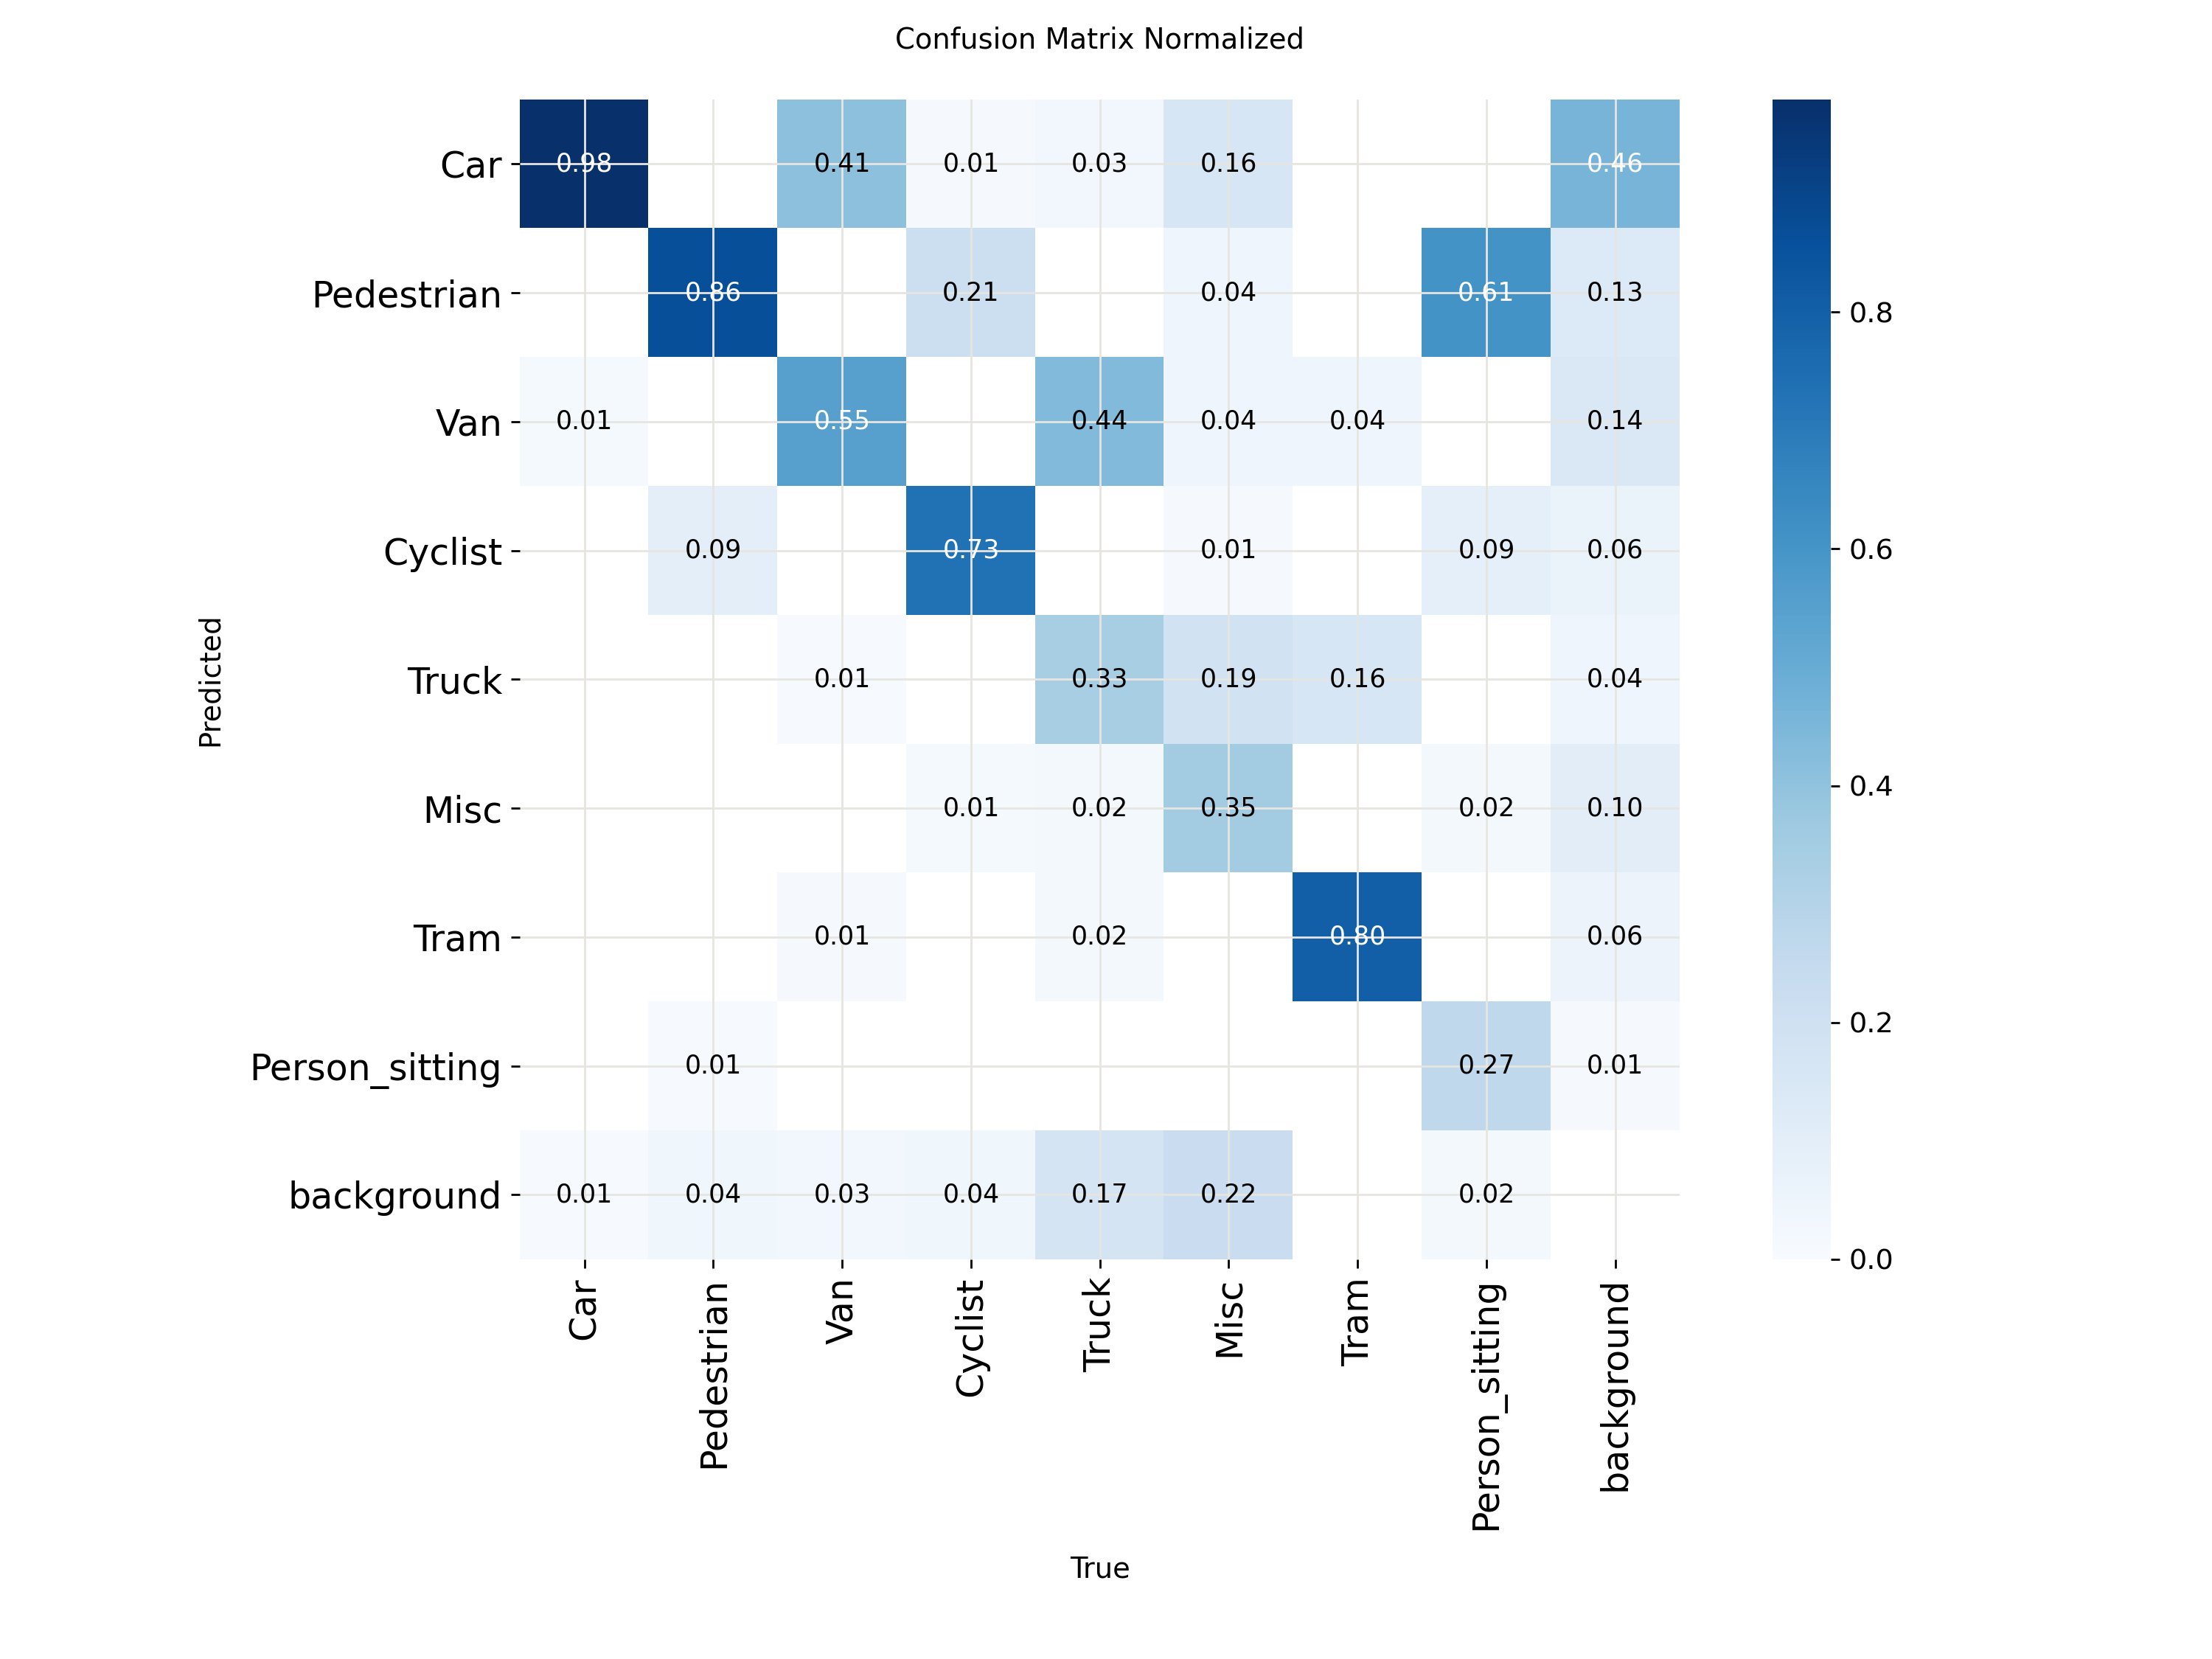 Confusion Matrix Normalized
Car 0.98 0.41 0.01 0.03 0.16 0.46
Pedestrian 0.86 0.21 0.04 0.61 0.13
Van 0.01 0.55 0.44 0.04 0.04 0.14
Cyclist 0.09 0.73 0.01 0.09 0.06
Truck 0.01 0.33 0.19 0.16 0.04
Misc 0.01 0.02 0.35 0.02 0.10
Tram 0.01 0.02 0.80 0.06
Person_sitting 0.01 0.27 0.01
background 0.01 0.04 0.03 0.04 0.17 0.22 0.02
Predicted
Car Pedestrian Van Cyclist Truck Misc Tram Person_sitting background
True
0.8
0.6
0.4
0.2
0.0